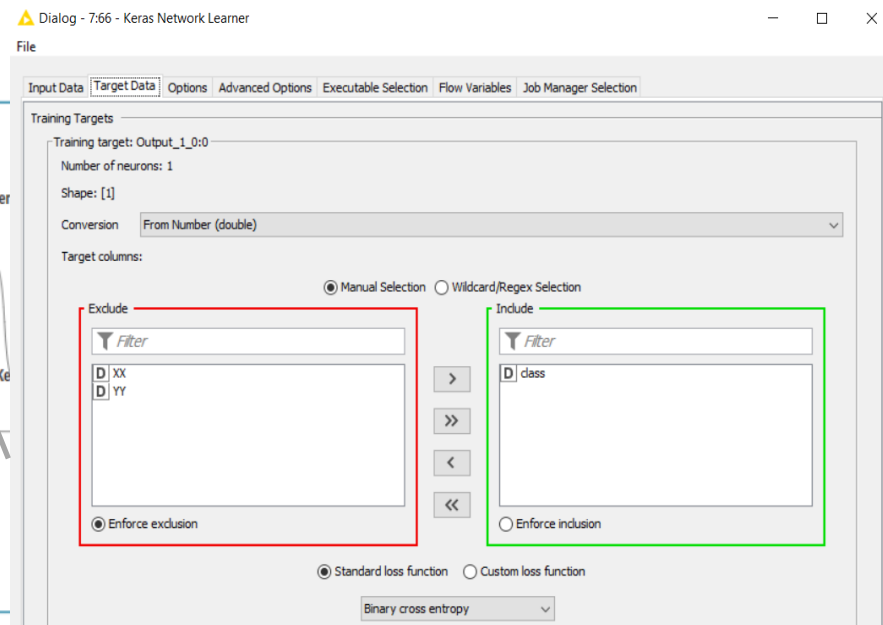 Dialog - 7:66 - Keras Network Learner
File
Input Data Target Data Options Advanced Options Executable Selection Flow Variables Job Manager Selection
Training Targets
Training target: Output_1_0:0
Number of neurons: 1
Shape: [1]
Conversion From Number (double)
Target columns:
Manual Selection Wildcard/Regex Selection
Exclude Include
Filter Filter
D XX D class
D YY
> 
>>
<
<<
Enforce exclusion Enforce inclusion
Standard loss function Custom loss function
Binary cross entropy